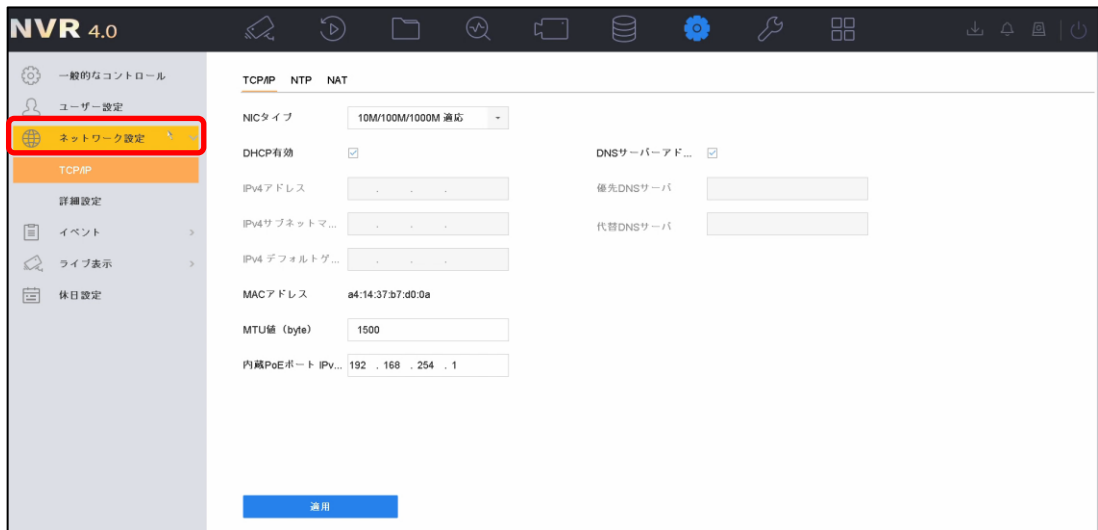 NVR 4.0
一般的なコントロール
ユーザー設定
ネットワーク設定
TCP/IP
詳細設定
イベント
ライブ表示
休日設定
TCP/IP NTP NAT
NICタイプ 10M/100M/1000M 適応
DHCP有効 DNSサーバーアド...
IPv4アドレス . . . 優先DNSサーバ
IPv4サブネットマ... . . . 代替DNSサーバ
IPv4 デフォルトゲ... . . .
MACアドレス a4:14:37:b7:d0:0a
MTU値 (byte) 1500
内蔵PoEポート IPv... 192 . 168 . 254 . 1
適用